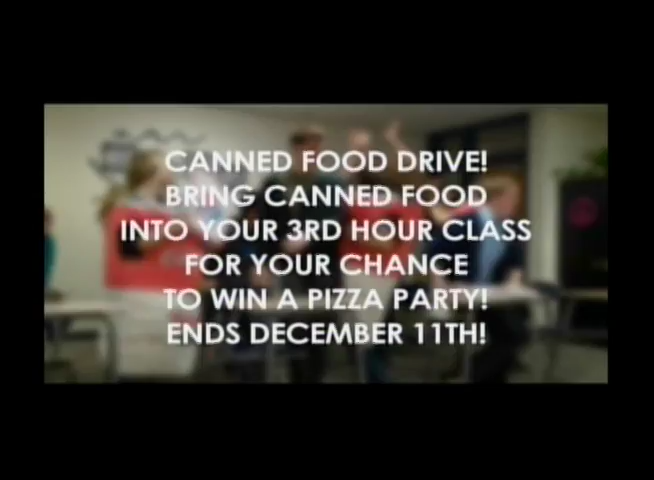 CANNED FOOD DRIVE!
BRING CANNED FOOD
INTO YOUR 3RD HOUR CLASS
FOR YOUR CHANCE
TO WIN A PIZZA PARTY!
ENDS DECEMBER 11TH!